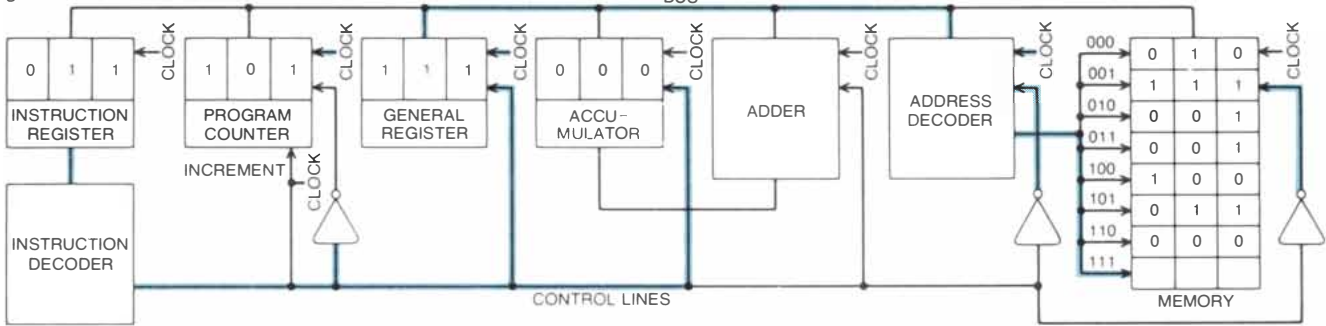 BUS
CLOCK CLOCK CLOCK CLOCK CLOCK CLOCK CLOCK
0 1 1
1 0 1
1 1 1
0 0 0
INSTRUCTION
REGISTER
PROGRAM
COUNTER
GENERAL
REGISTER
ACCU-
MULATOR
ADDER
ADDRESS
DECODER
000 0 1 0
001 1 1 1
010 0 0 1
011 0 0 1
100 1 0 0
101 0 1 1
110 0 0 0
111
MEMORY
INCREMENT
CLOCK
INSTRUCTION
DECODER
CONTROL LINES